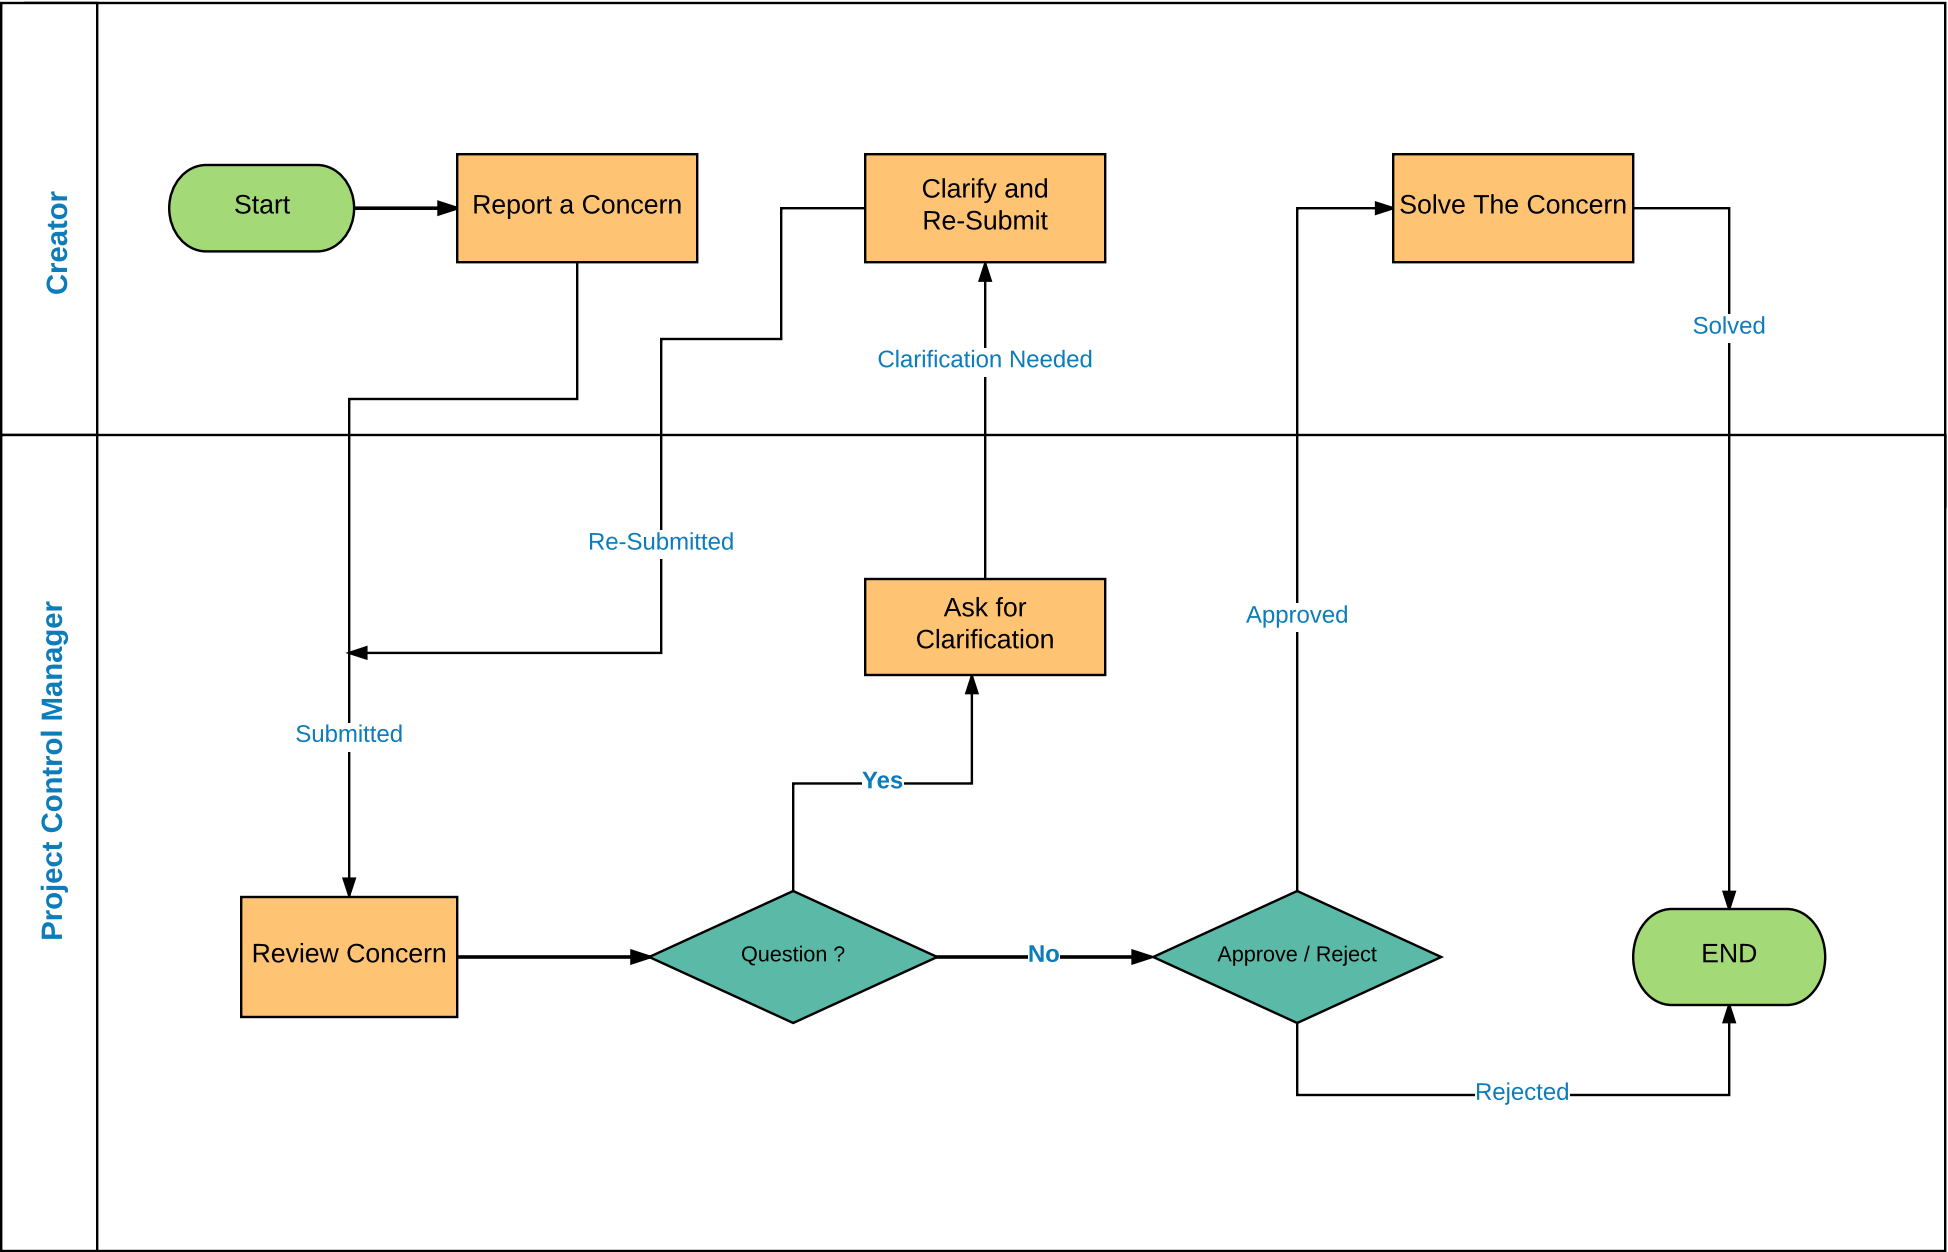 Creator
Start
Report a Concern
Clarify and
Re-Submit
Solve The Concern
Solved
Clarification Needed
Project Control Manager
Re-Submitted
Ask for
Clarification
Approved
Submitted
Yes
Review Concern
Question ?
No
Approve / Reject
END
Rejected